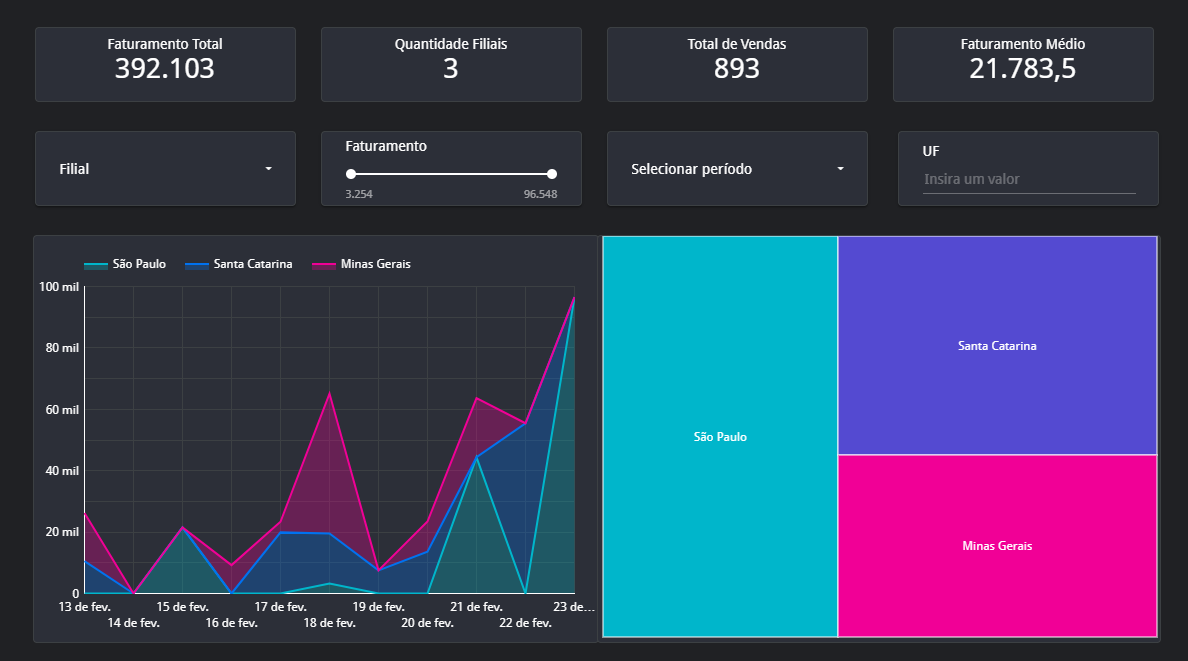 Faturamento Total
392.103
Quantidade Filiais
3
Total de Vendas
893
Faturamento Médio
21.783,5
Filial
Faturamento
3.254
96.548
Selecionar período
UF
Insira um valor
São Paulo
Santa Catarina
Minas Gerais
100 mil
80 mil
60 mil
40 mil
20 mil
0
13 de fev.
14 de fev.
15 de fev.
16 de fev.
17 de fev.
18 de fev.
19 de fev.
20 de fev.
21 de fev.
22 de fev.
23 de...
São Paulo
Santa Catarina
Minas Gerais